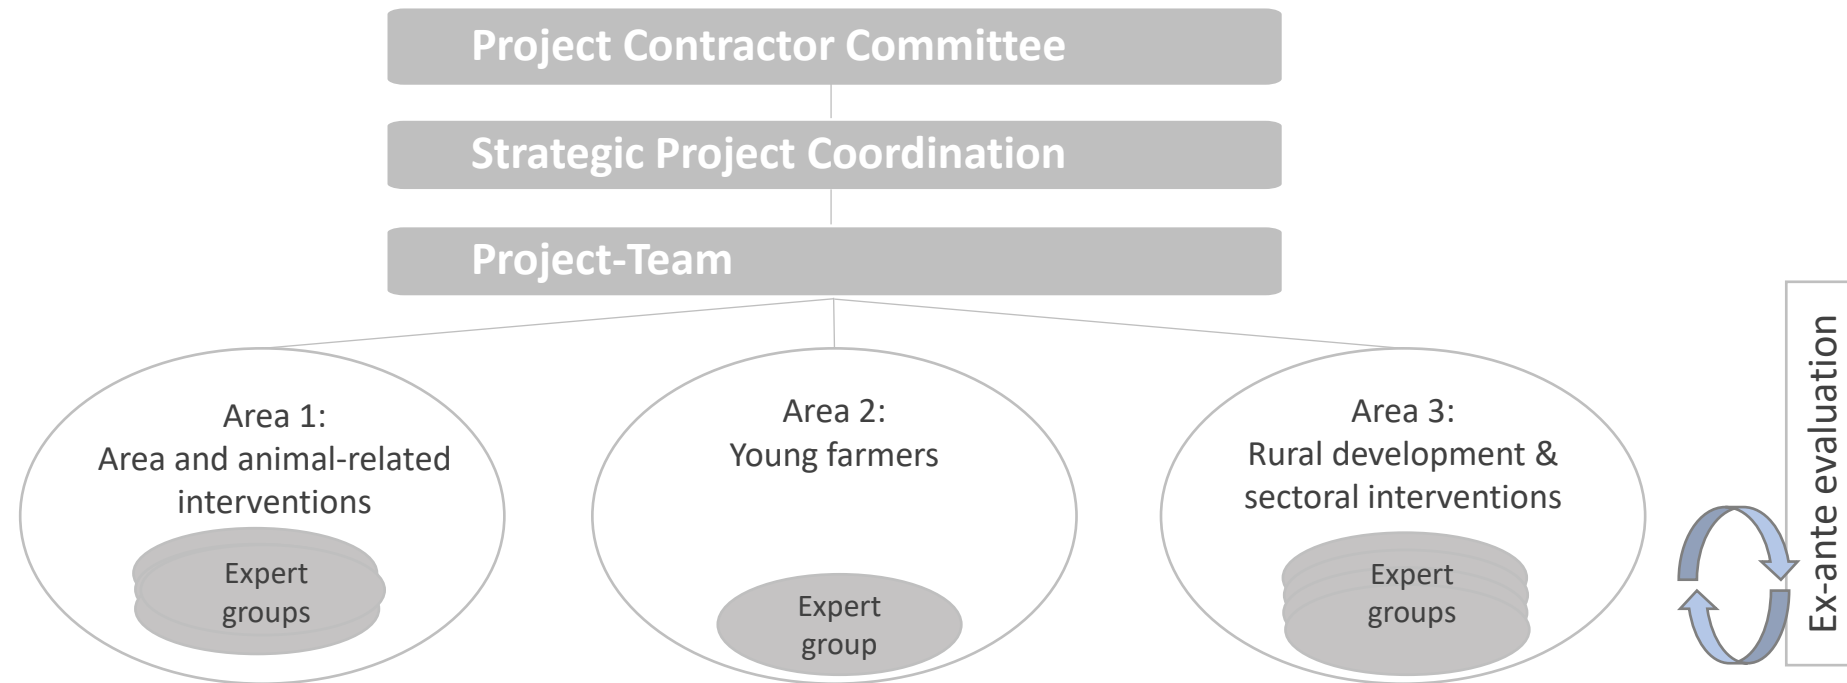 Project Contractor Committee
Strategic Project Coordination
Project-Team
Area 1:
Area and animal-related
interventions
Expert
groups
Area 2:
Young farmers
Expert
group
Area 3:
Rural development &
sectoral interventions
Expert
groups
Ex-ante evaluation